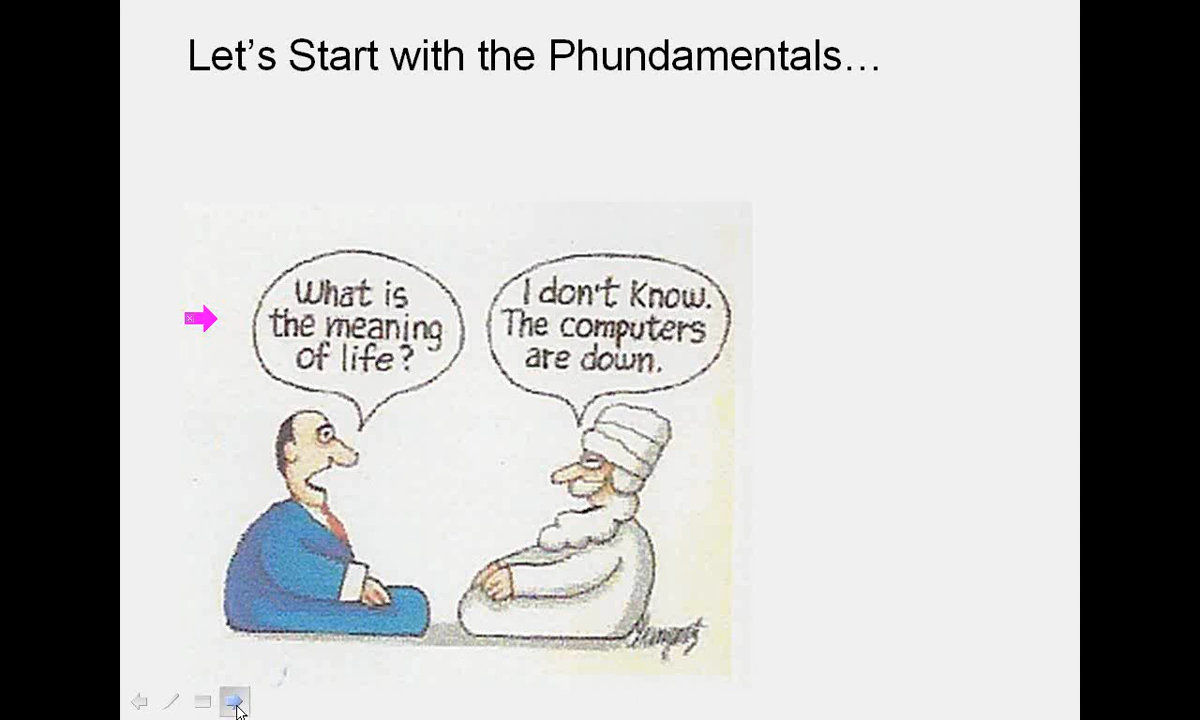 Let’s Start with the Phundamentals…
What is
the meaning
of life?
I don't know.
The computers
are down.